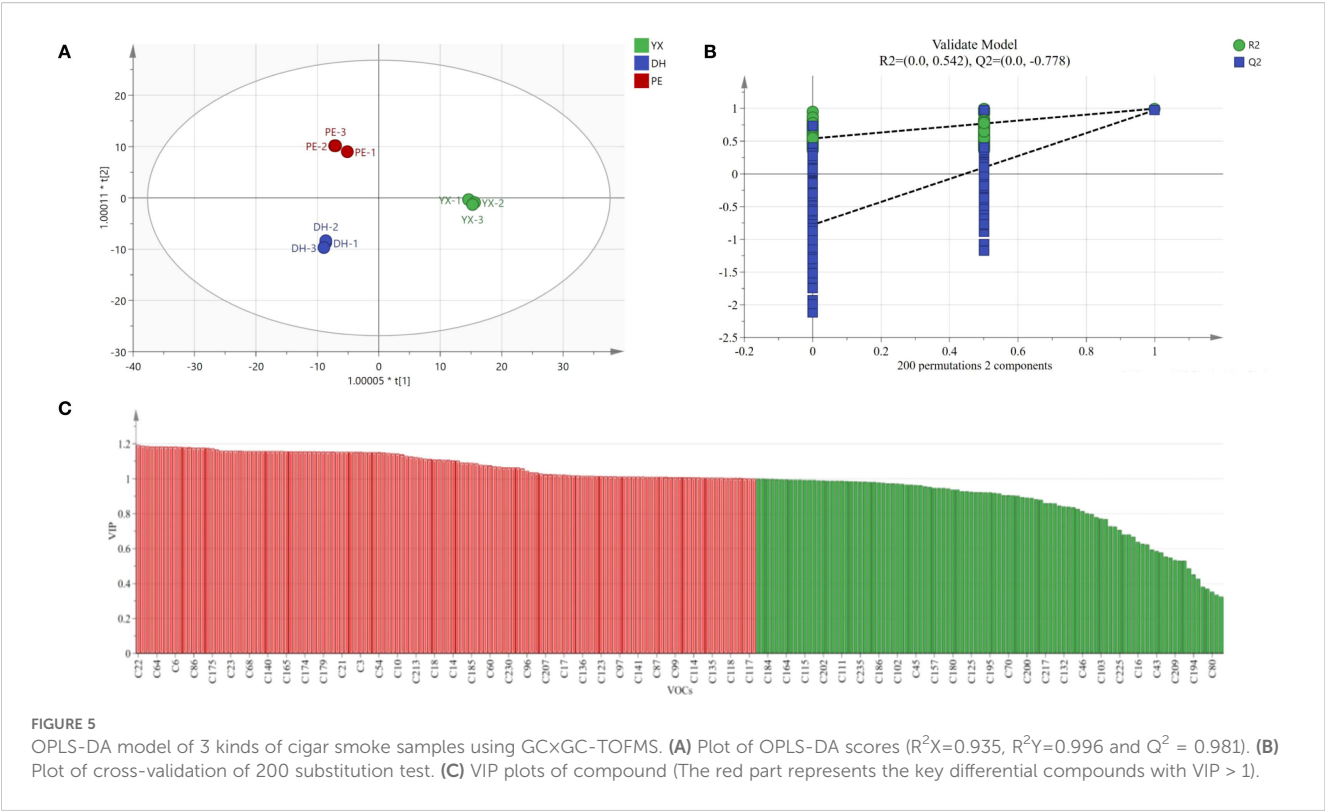 A
YX
DH
PE
20
10
0
-10
-20
-30
-40
-30
-20
-10
0
10
20
30
1.00011 * t[2]
1.00005 * t[1]
PE-3
PE-2
PE-1
YX-1
YX-2
YX-3
DH-2
DH-3
DH-1
B
Validate Model
R2=(0.0, 0.542), Q2=(0.0, -0.778)
R2
Q2
1
0.5
0
-0.5
-1
-1.5
-2
-2.5
-0.2
0
0.2
0.4
0.6
0.8
1
200 permutations 2 components
C
VIP
1.2
1
0.8
0.6
0.4
0.2
0
C22
C64
C6
C86
C175
C23
C68
C140
C165
C174
C179
C21
C3
C54
C10
C213
C18
C14
C185
C60
C230
C96
C207
C17
C136
C123
C97
C141
C87
C99
C114
C135
C118
C117
C184
C164
C115
C202
C111
C235
C186
C102
C45
C157
C180
C125
C195
C70
C200
C217
C132
C46
C103
C225
C16
C43
C209
C194
C80
VOCs
FIGURE 5
OPLS-DA model of 3 kinds of cigar smoke samples using GC×GC-TOFMS. (A) Plot of OPLS-DA scores (R²X=0.935, R²Y=0.996 and Q² = 0.981). (B)
Plot of cross-validation of 200 substitution test. (C) VIP plots of compound (The red part represents the key differential compounds with VIP > 1).